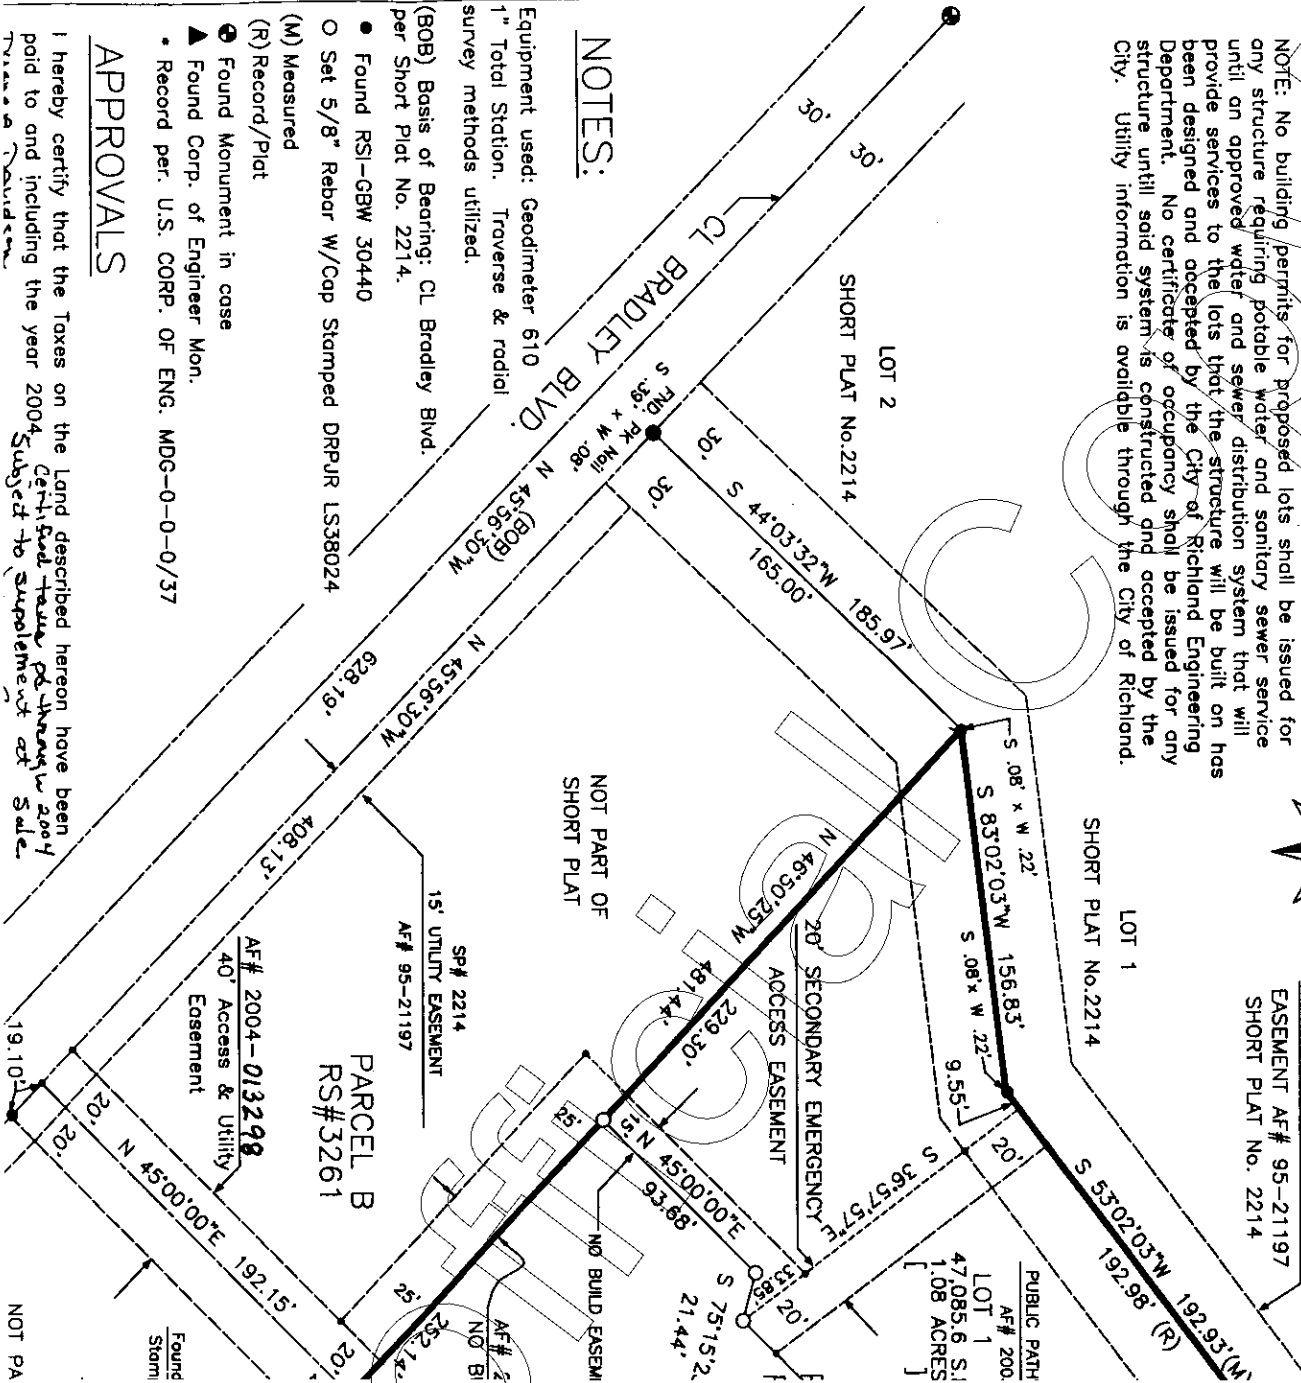 NOTE: No building permits for proposed lots shall be issued for
any structure requiring potable water and sanitary sewer service
until an approved water and sewer distribution system that will
provide services to the lots that the structure will be built on has
been designed and accepted by the City of Richland Engineering
Department. No certificate of occupancy shall be issued for any
structure untill said system is constructed and accepted by the
City. Utility information is available through the City of Richland.
EASEMENT AF# 95-21197
SHORT PLAT No. 2214
LOT 1
SHORT PLAT No.2214
LOT 2
SHORT PLAT No.2214
30'
30'
CL BRADLEY BLVD.
FND. PK Nail
S .39' x W .08'
N 45°56'30"W
(BOB)
30'
30'
S 44°03'32"W 185.97'
165.00'
S .08' x W .22'
S 83°02'03"W 156.83'
S .08'x W .22'
9.55'
20'
S 53°02'03"W 192.93'(M)
192.98' (R)
PUBLIC PATH
AF# 200
LOT 1
47,085.6 S.
1.08 ACRES
[ ]
S 36°57'57"E
33.85
20'
S 75°15'2
21.44'
20' SECONDARY EMERGENCY
ACCESS EASEMENT
N 46°50'25"W 481.44'
229.30'
NOT PART OF
SHORT PLAT
N 45°56'30"W 408.13'
628.19'
SP# 2214
15' UTILITY EASEMENT
AF# 95-21197
PARCEL B
RS#3261
AF# 2004-013298
40' Access & Utility
Easement
19.10'
20'
20'
N 45°00'00"E 192.15'
20'
20'
25'
15'
N 45°00'00"E
93.68'
25'
252.1
NO BUILD EASEM
AF# 2
NO B
Found
Stam
NOT PA
NOTES:
Equipment used: Geodimeter 610
1" Total Station. Traverse & radial
survey methods utilized.
(BOB) Basis of Bearing: CL Bradley Blvd.
per Short Plat No. 2214.
● Found RSI-GBW 30440
○ Set 5/8" Rebar W/Cap Stamped DRPJR LS38024
(M) Measured
(R) Record/Plat
Found Monument in case
▲ Found Corp. of Engineer Mon.
* Record per. U.S. CORP. OF ENG. MDG-0-0-0/37
APPROVALS
I hereby certify that the Taxes on the Land described hereon have been
paid to and including the year 2004. Certified taxes pd through 2004
Subject to supplement at sale.
Unofficial Copy